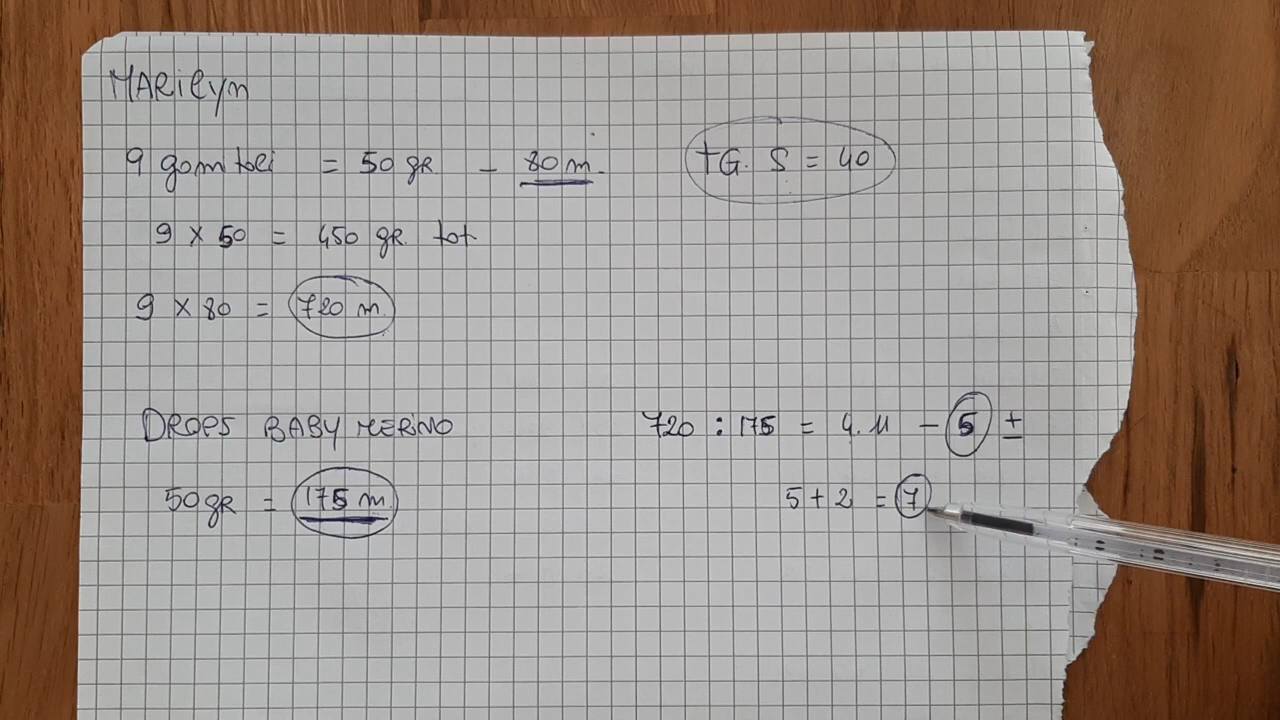 MARilyn
9 gomitoli = 50 gr - 80 m.
tG. S = 40
9 x 50 = 450 gr. tot.
9 x 80 = 720 m.
DROPS BABY MERINO
50 gr = 175 m.
720 : 175 = 4.11 - 5 ±
5 + 2 = 7